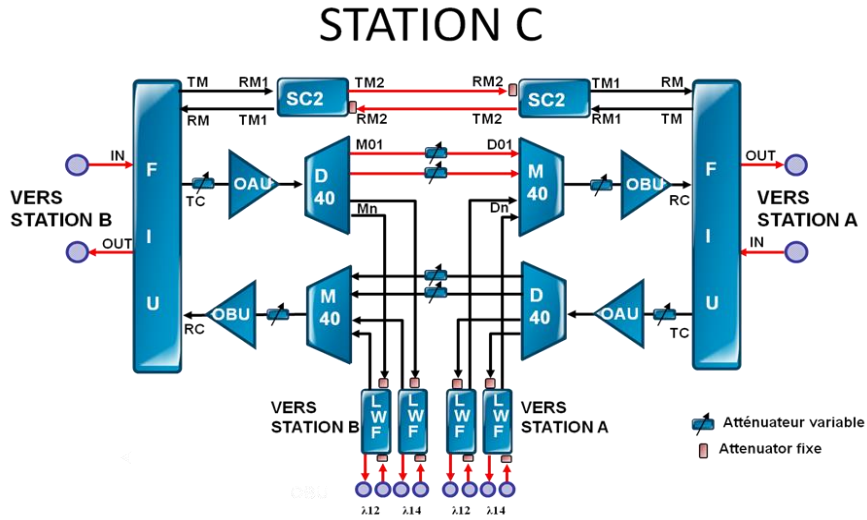 STATION C
TM RM1 TM2 RM2 TM1 RM
SC2 SC2
RM TM1 RM2 TM2 RM1 TM
IN M01 D01 OUT
F D M F
OAU OBU
40 40
TC RC
VERS
STATION B
VERS
STATION A
Mn Dn
I I
OUT IN
M D
U 40 40 U
OBU OAU
RC TC
VERS
STATION B
L
W
F
L
W
F
L
W
F
L
W
F
VERS
STATION A
Atténuateur variable
Attenuator fixe
λ12 λ14 λ12 λ14